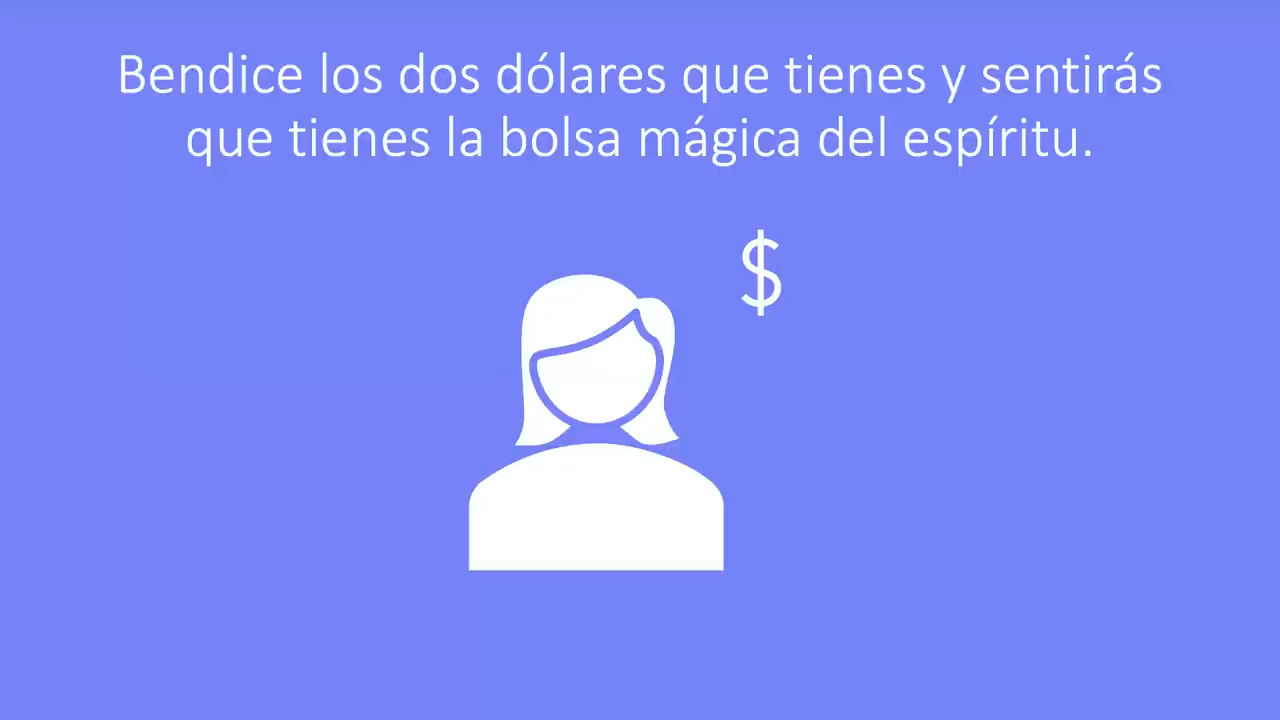 Bendice los dos dólares que tienes y sentirás
que tienes la bolsa mágica del espíritu.
$